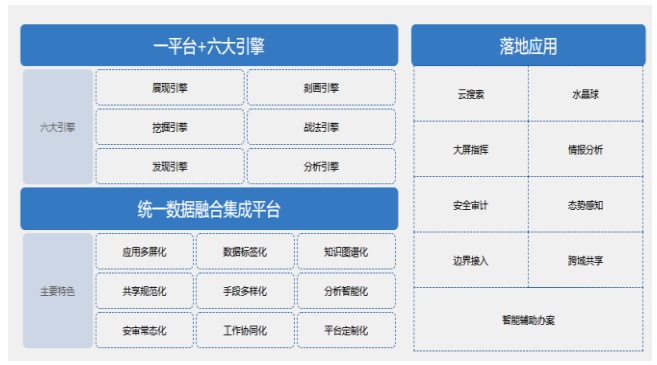 一平台+六大引擎
六大引擎
展现引擎
刻画引擎
挖掘引擎
战法引擎
发现引擎
分析引擎
统一数据融合集成平台
主要特色
应用多屏化
数据标签化
知识图谱化
共享规范化
手段多样化
分析智能化
安审常态化
工作协同化
平台定制化
落地应用
云搜索
水晶球
大屏指挥
情报分析
安全审计
态势感知
边界接入
跨域共享
智能辅助办案